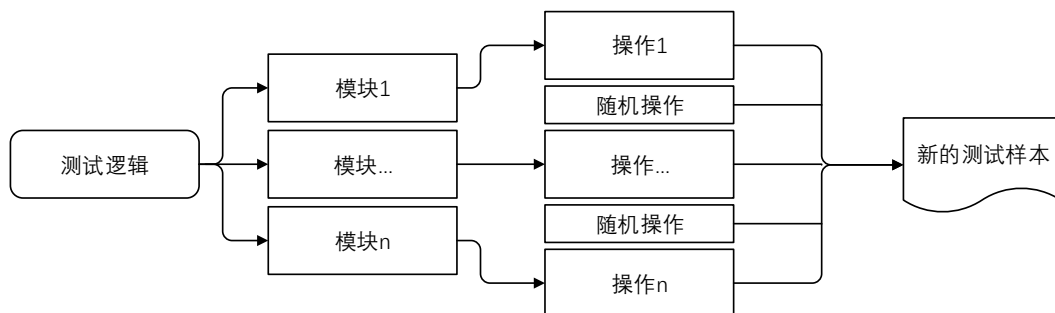 测试逻辑
模块1
模块...
模块n
操作1
随机操作
操作...
随机操作
操作n
新的测试样本